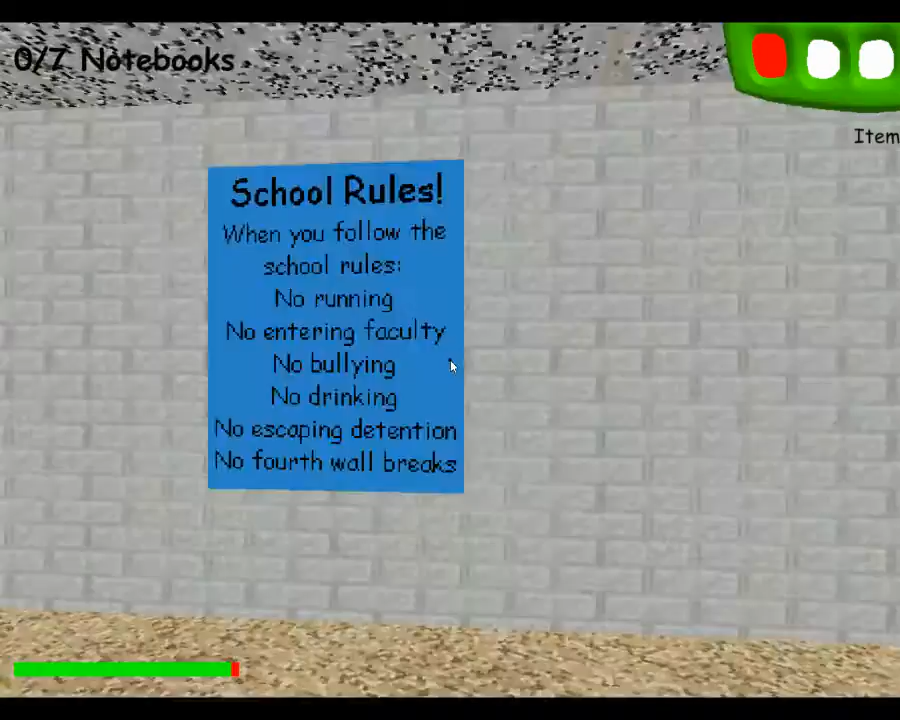 0/7 Notebooks
Item
School Rules!
When you follow the
school rules:
No running
No entering faculty
No bullying
No drinking
No escaping detention
No fourth wall breaks